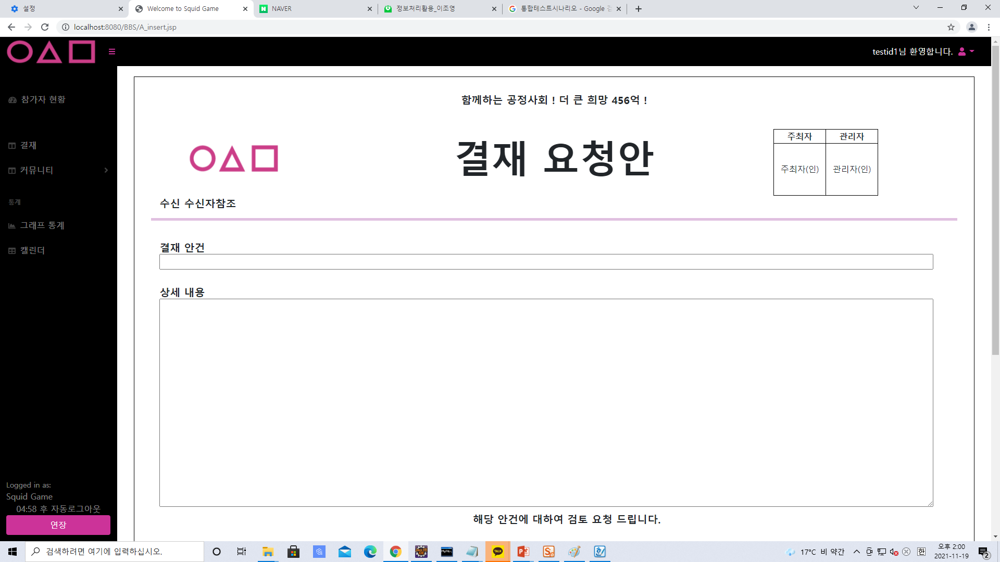 설정
Welcome to Squid Game
NAVER
정보처리활용_이조영
통합테스트시나리오 - Google 검
localhost:8080/BBS/A_insert.jsp
testid1님 환영합니다.
참가자 현황
결재
커뮤니티
통계
그래프 통계
캘린더
Logged in as:
Squid Game
04:58 후 자동로그아웃
연장
함께하는 공정사회 ! 더 큰 희망 456억 !
결재 요청안
주최자 관리자
주최자(인) 관리자(인)
수신 수신자참조
결재 안건
상세 내용
해당 안건에 대하여 검토 요청 드립니다.
검색하려면 여기에 입력하십시오.
TALK
17°C 비 약간
한
오후 2:00
2021-11-19
2